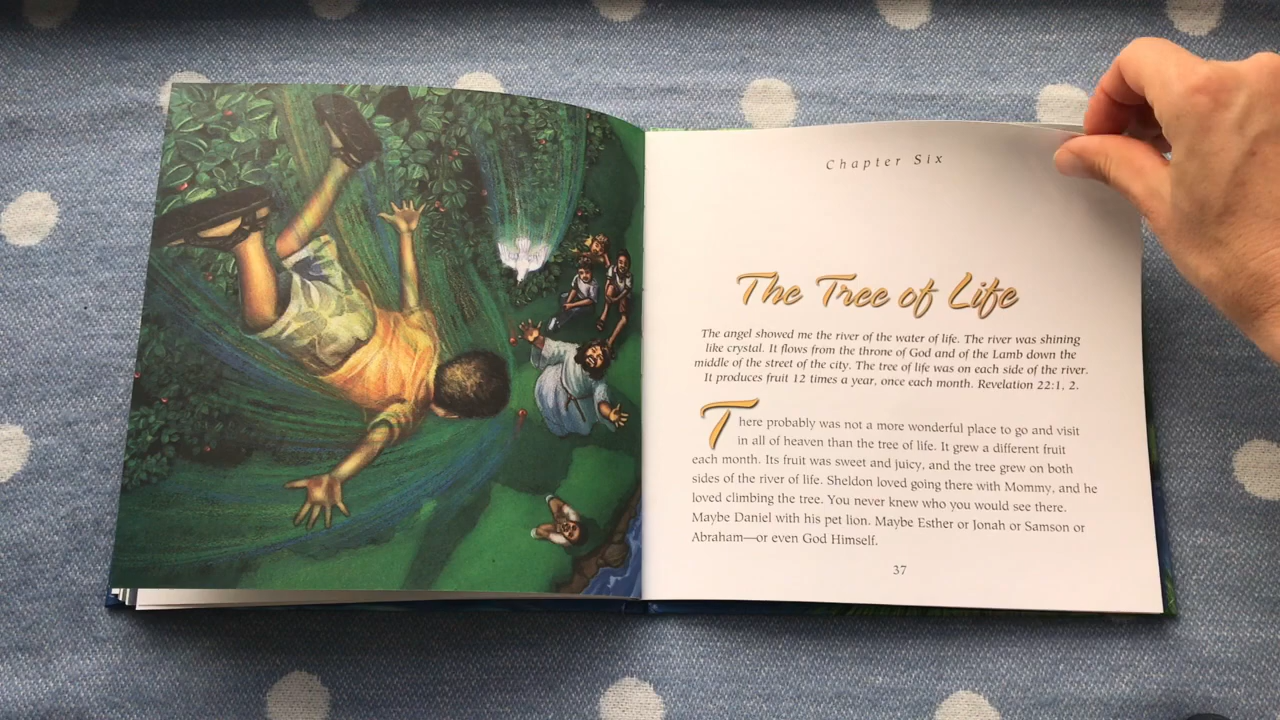 Chapter Six
The Tree of Life
The angel showed me the river of the water of life. The river was shining
like crystal. It flows from the throne of God and of the Lamb down the
middle of the street of the city. The tree of life was on each side of the river.
It produces fruit 12 times a year, once each month. Revelation 22:1, 2.
There probably was not a more wonderful place to go and visit
in all of heaven than the tree of life. It grew a different fruit
each month. Its fruit was sweet and juicy, and the tree grew on both
sides of the river of life. Sheldon loved going there with Mommy, and he
loved climbing the tree. You never knew who you would see there.
Maybe Daniel with his pet lion. Maybe Esther or Jonah or Samson or
Abraham—or even God Himself.
37